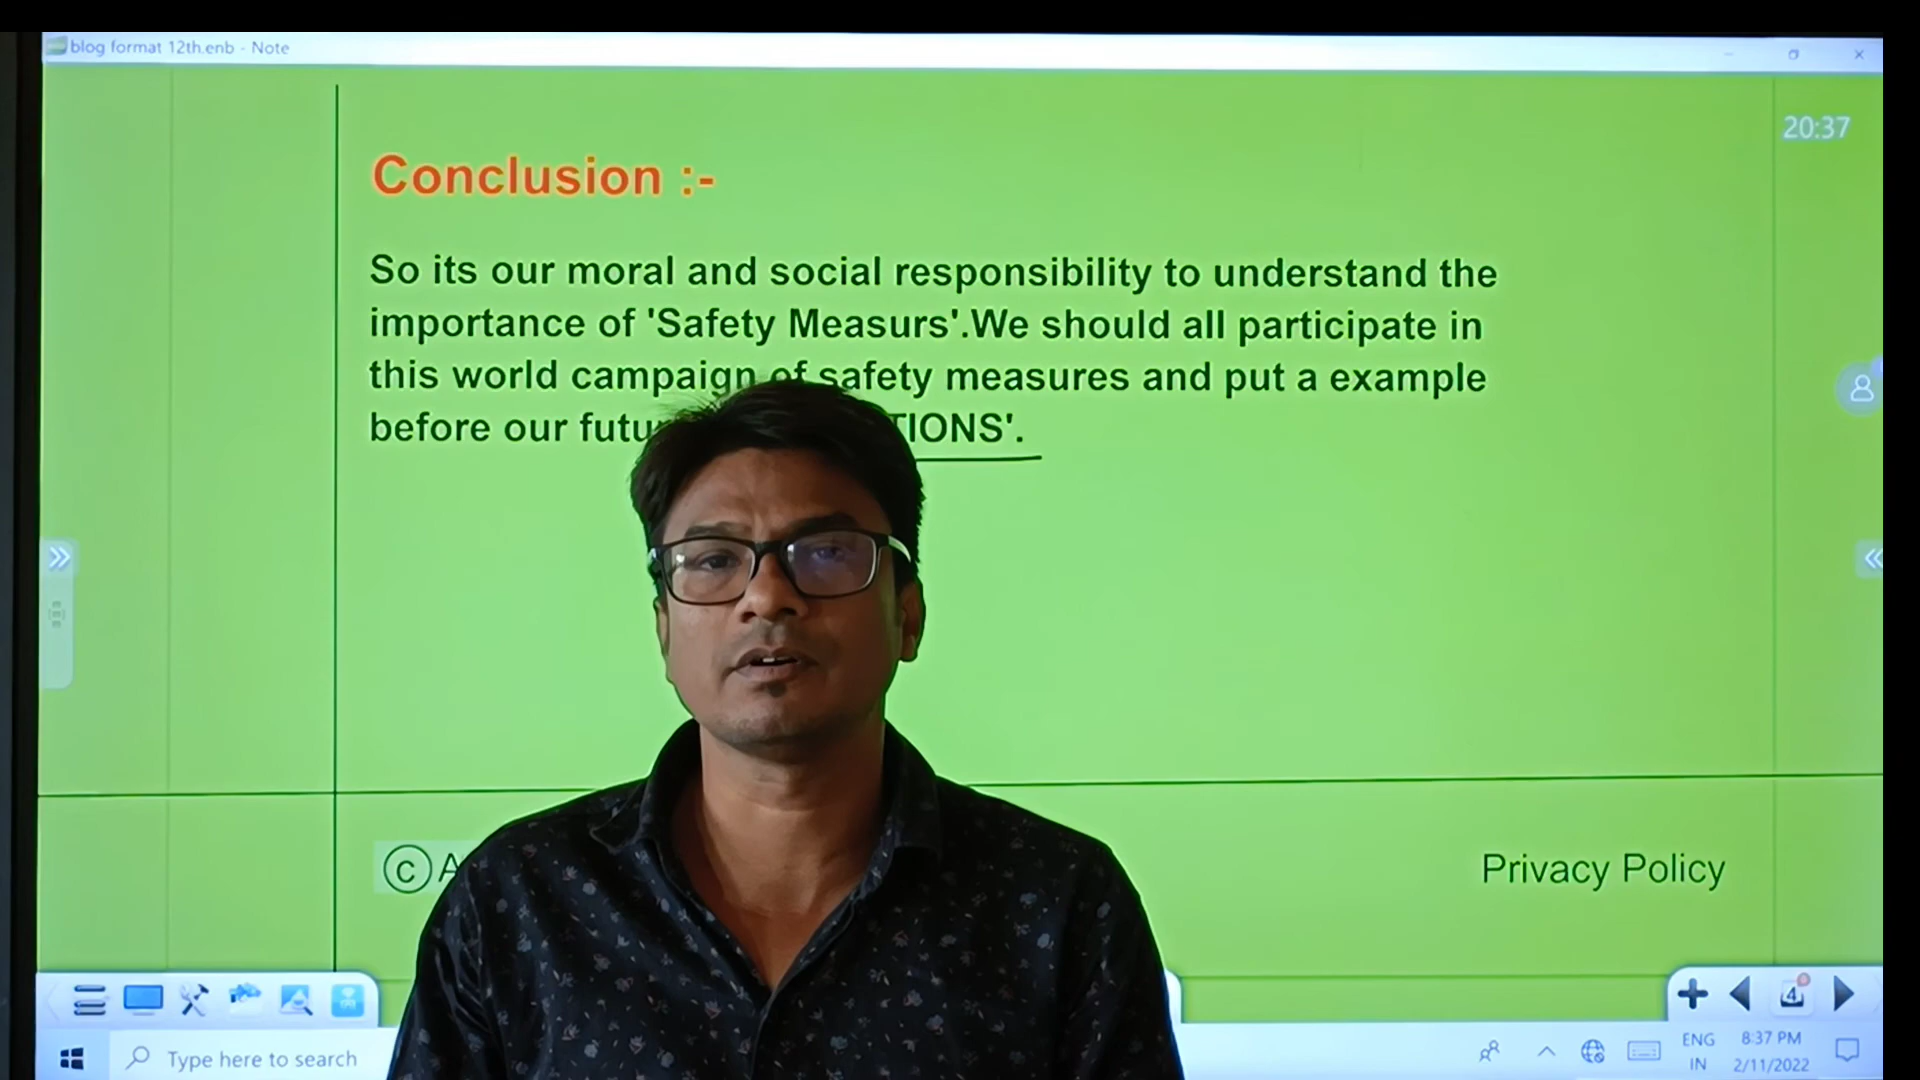 blog format 12th.enb - Note
20:37
Conclusion :-
So its our moral and social responsibility to understand the
importance of 'Safety Measurs'.We should all participate in
this world campaign of safety measures and put a example
before our
© 
Privacy Policy
4
Type here to search
ENG
IN
8:37 PM
2/11/2022